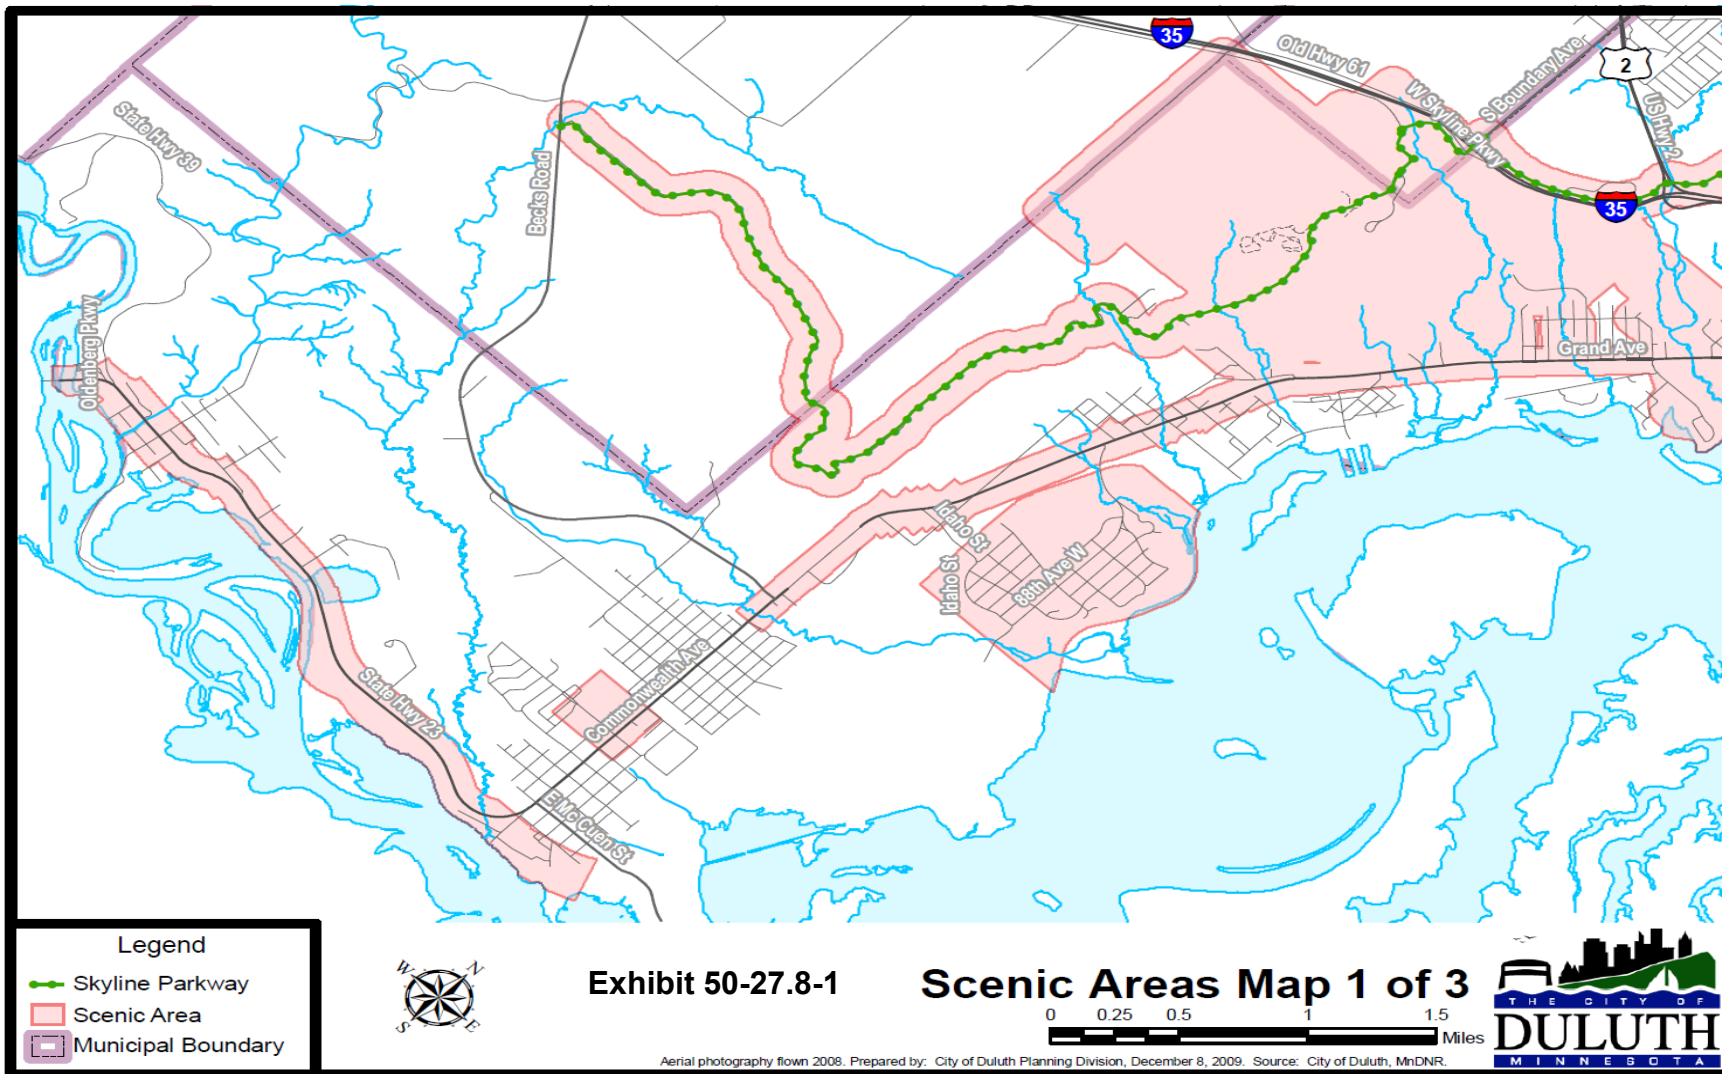 35
Old Hwy 61
W Skyline Pkwy
S Boundary Ave
2
US Hwy 2
State Hwy 39
Becks Road
35
Oldenberg Pkwy
Grand Ave
Idaho St
Idaho St
88th Ave W
Commonwealth Ave
State Hwy 23
E Mc Cuen St
Legend
Skyline Parkway
Scenic Area
Municipal Boundary
W N
S E
Exhibit 50-27.8-1
Scenic Areas Map 1 of 3
0 0.25 0.5 1 1.5
Miles
Aerial photography flown 2008. Prepared by: City of Duluth Planning Division, December 8, 2009. Source: City of Duluth, MnDNR.
THE CITY OF
DULUTH
MINNESOTA